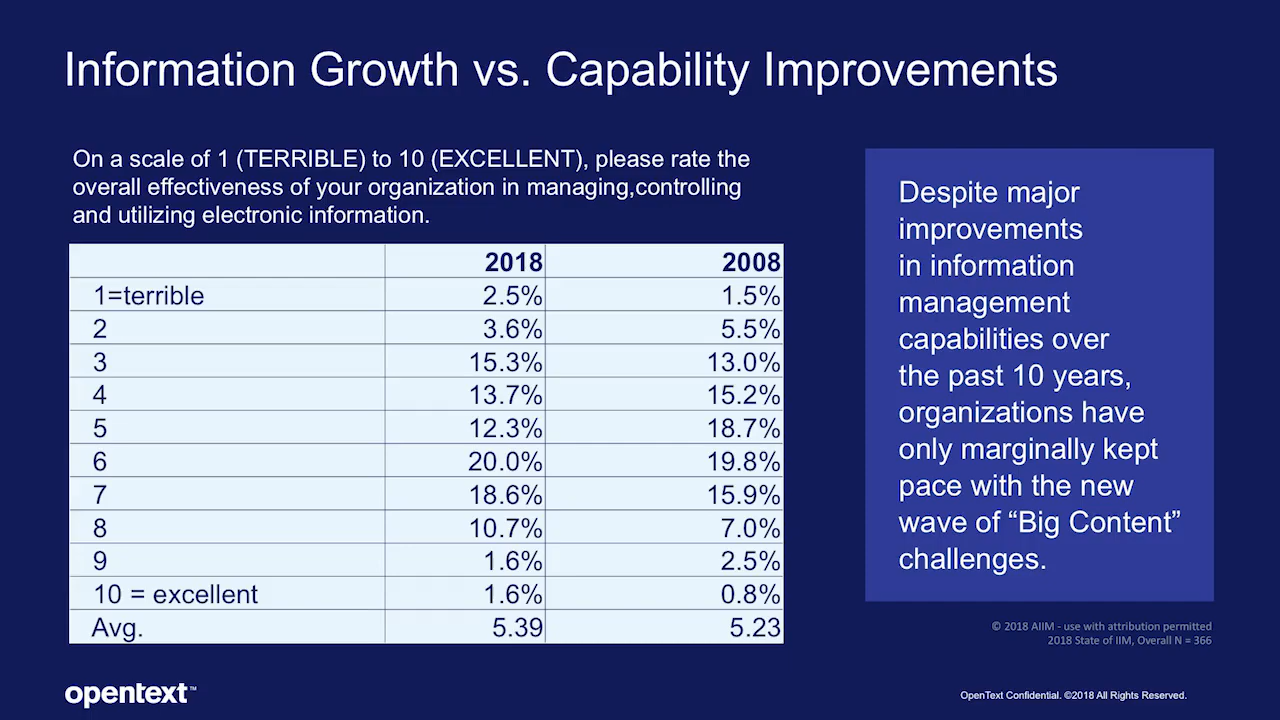 Information Growth vs. Capability Improvements
On a scale of 1 (TERRIBLE) to 10 (EXCELLENT), please rate the
overall effectiveness of your organization in managing,controlling
and utilizing electronic information.
2018 2008
1=terrible 2.5% 1.5%
2 3.6% 5.5%
3 15.3% 13.0%
4 13.7% 15.2%
5 12.3% 18.7%
6 20.0% 19.8%
7 18.6% 15.9%
8 10.7% 7.0%
9 1.6% 2.5%
10 = excellent 1.6% 0.8%
Avg. 5.39 5.23
Despite major
improvements
in information
management
capabilities over
the past 10 years,
organizations have
only marginally kept
pace with the new
wave of “Big Content”
challenges.
© 2018 AIIM - use with attribution permitted
2018 State of IIM, Overall N = 366
opentext™
OpenText Confidential. ©2018 All Rights Reserved.